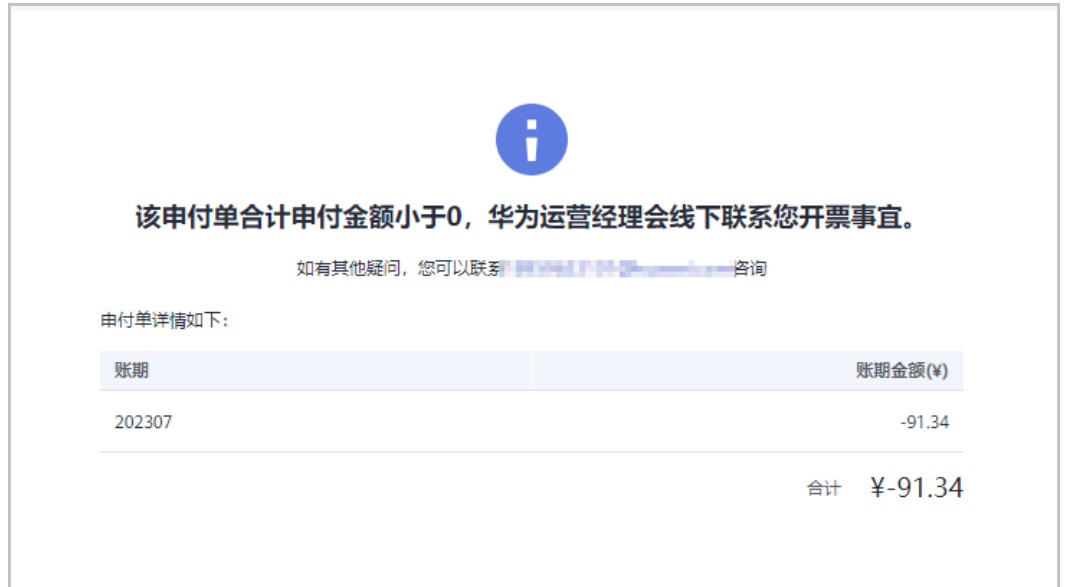 该申付单合计申付金额小于0，华为运营经理会线下联系您开票事宜。
如有其他疑问，您可以联系 咨询
申付单详情如下：
账期 账期金额(¥)
202307 -91.34
合计 ¥-91.34